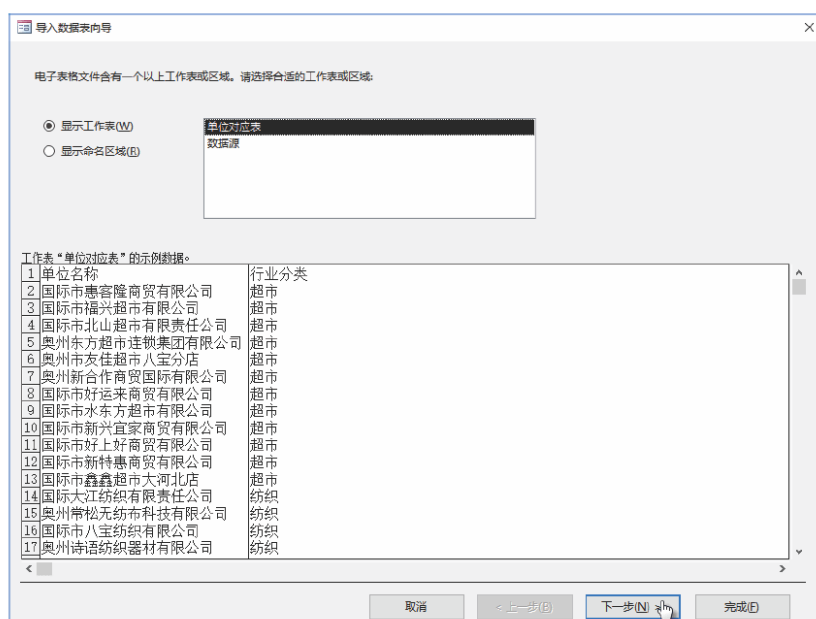 导入数据表向导
电子表格文件含有一个以上工作表或区域。请选择合适的工作表或区域:
显示工作表(W)
显示命名区域(R)
单位对应表
数据源
工作表“单位对应表”的示例数据。
1 单位名称 行业分类
2 国际市惠客隆商贸有限公司 超市
3 国际市福兴超市有限公司 超市
4 国际市北山超市有限责任公司 超市
5 奥州东方超市连锁集团有限公司 超市
6 奥州市友佳超市八宝分店 超市
7 奥州新合作商贸国际有限公司 超市
8 国际市好运来商贸有限公司 超市
9 国际市水东方超市有限公司 超市
10 国际市新兴宜家商贸有限公司 超市
11 国际市好上好商贸有限公司 超市
12 国际市新特惠商贸有限公司 超市
13 国际市鑫鑫超市大河北店 超市
14 国际大江纺织有限责任公司 纺织
15 奥州常松无纺布科技有限公司 纺织
16 国际市八宝纺织有限公司 纺织
17 奥州诗语纺织器材有限公司 纺织
取消 < 上一步(B) 下一步(N) > 完成(F)